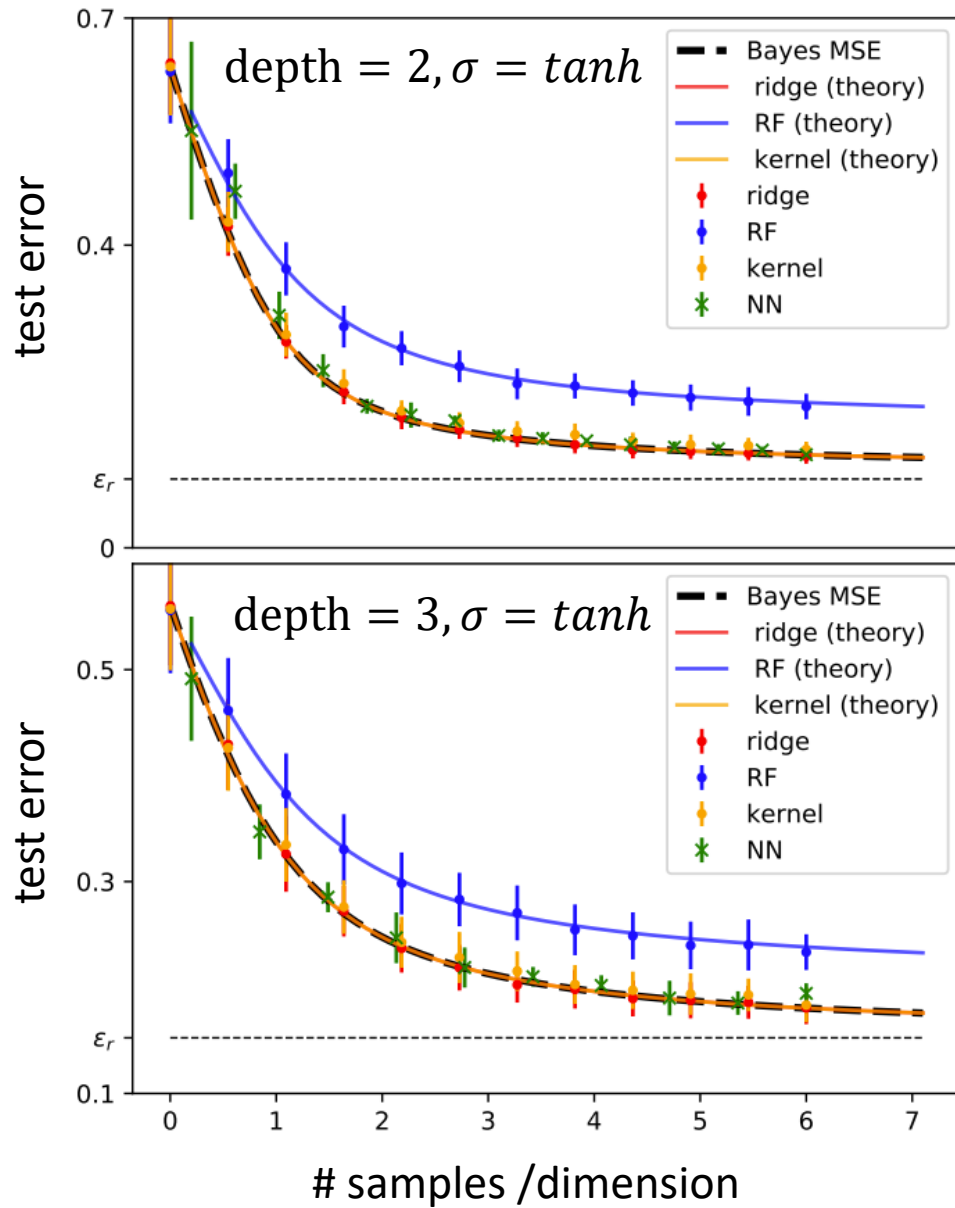 0.7
depth = 2, σ = tanh
Bayes MSE
ridge (theory)
RF (theory)
kernel (theory)
ridge
RF
kernel
NN
test error
0.4
ε_r
0
depth = 3, σ = tanh
Bayes MSE
ridge (theory)
RF (theory)
kernel (theory)
ridge
RF
kernel
NN
test error
0.5
0.3
ε_r
0.1
0 1 2 3 4 5 6 7
# samples /dimension